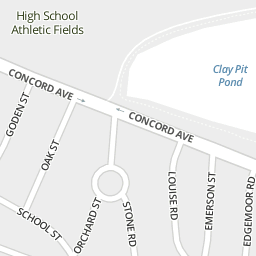 High School
Athletic Fields
Clay Pit
Pond
CONCORD AVE
CONCORD AVE
GODEN ST
OAK ST
SCHOOL ST
ORCHARD ST
STONE RD
LOUISE RD
EMERSON ST
EDGEMOOR RD